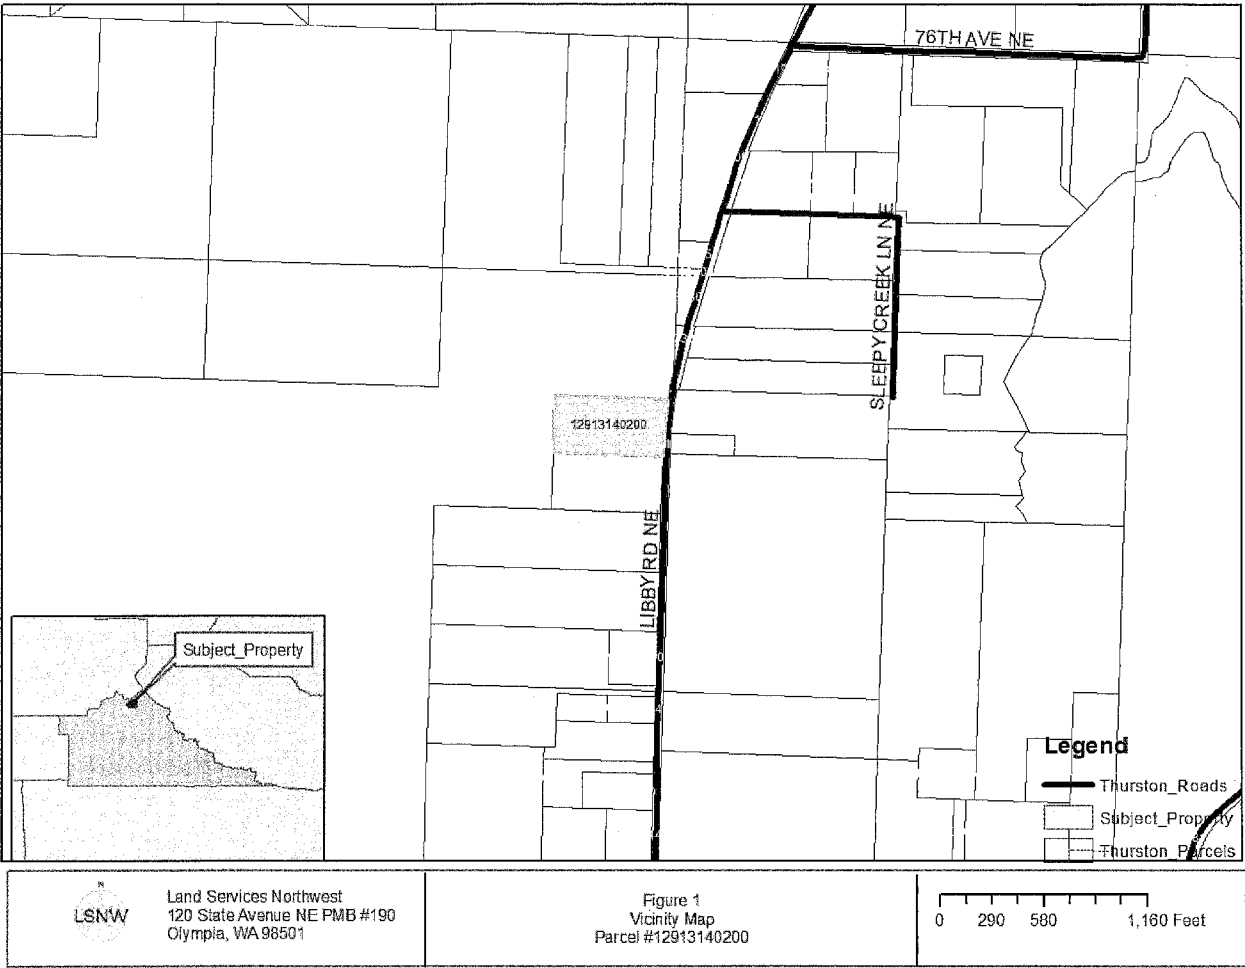 76TH AVE NE
SLEEPY CREEK LN NE
12913140200
LIBBY RD NE
Subject_Property
Legend
Thurston_Roads
Subject_Property
Thurston_Parcels
N
LSNW
Land Services Northwest
120 State Avenue NE PMB #190
Olympia, WA 98501
Figure 1
Vicinity Map
Parcel #12913140200
0 290 580 1,160 Feet